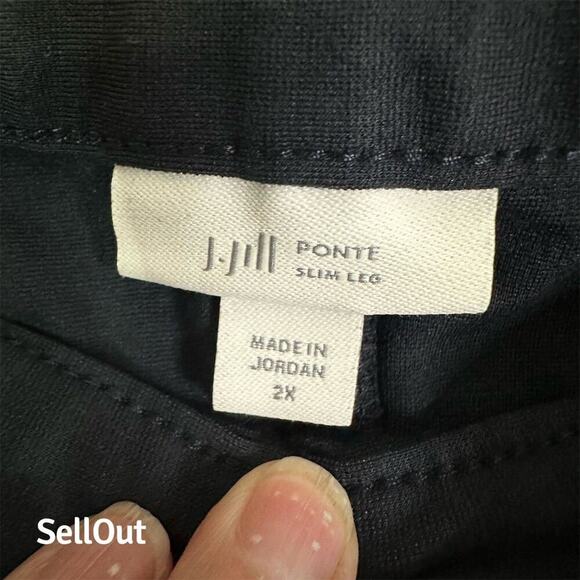 J.Jill PONTE
SLIM LEG
MADE IN
JORDAN
2X
SellOut